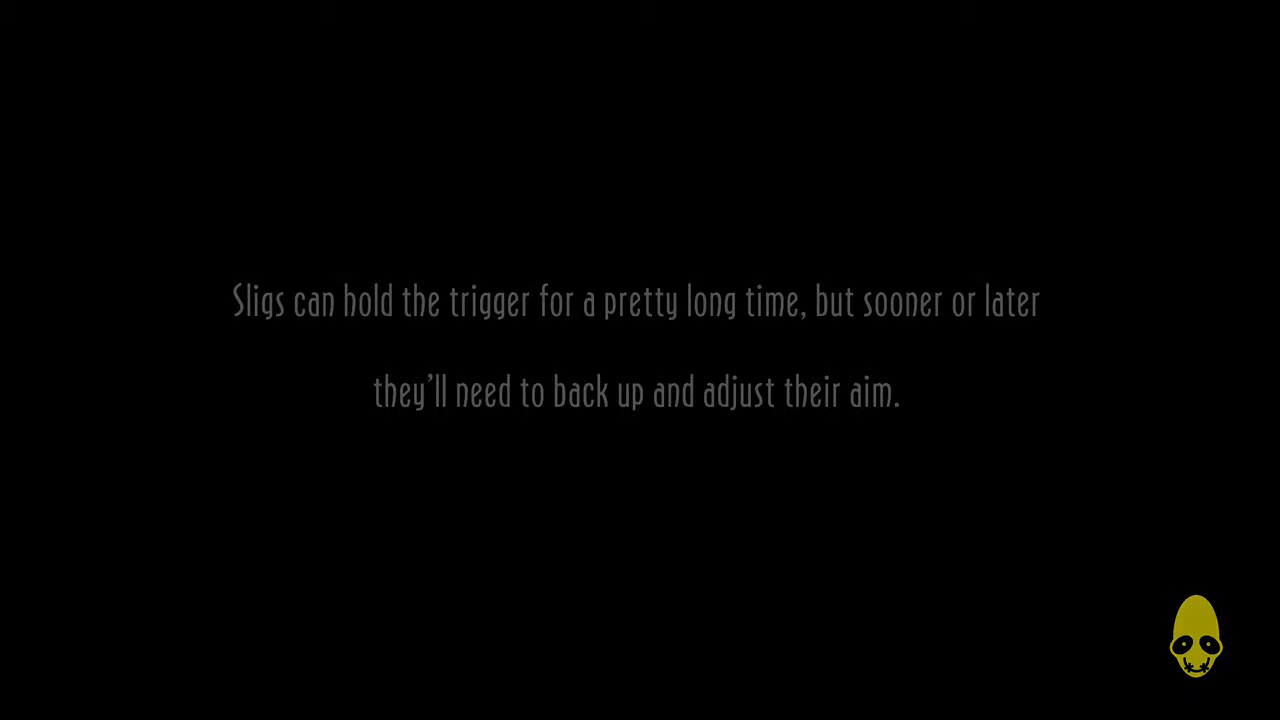 Sligs can hold the trigger for a pretty long time, but sooner or later
they’ll need to back up and adjust their aim.